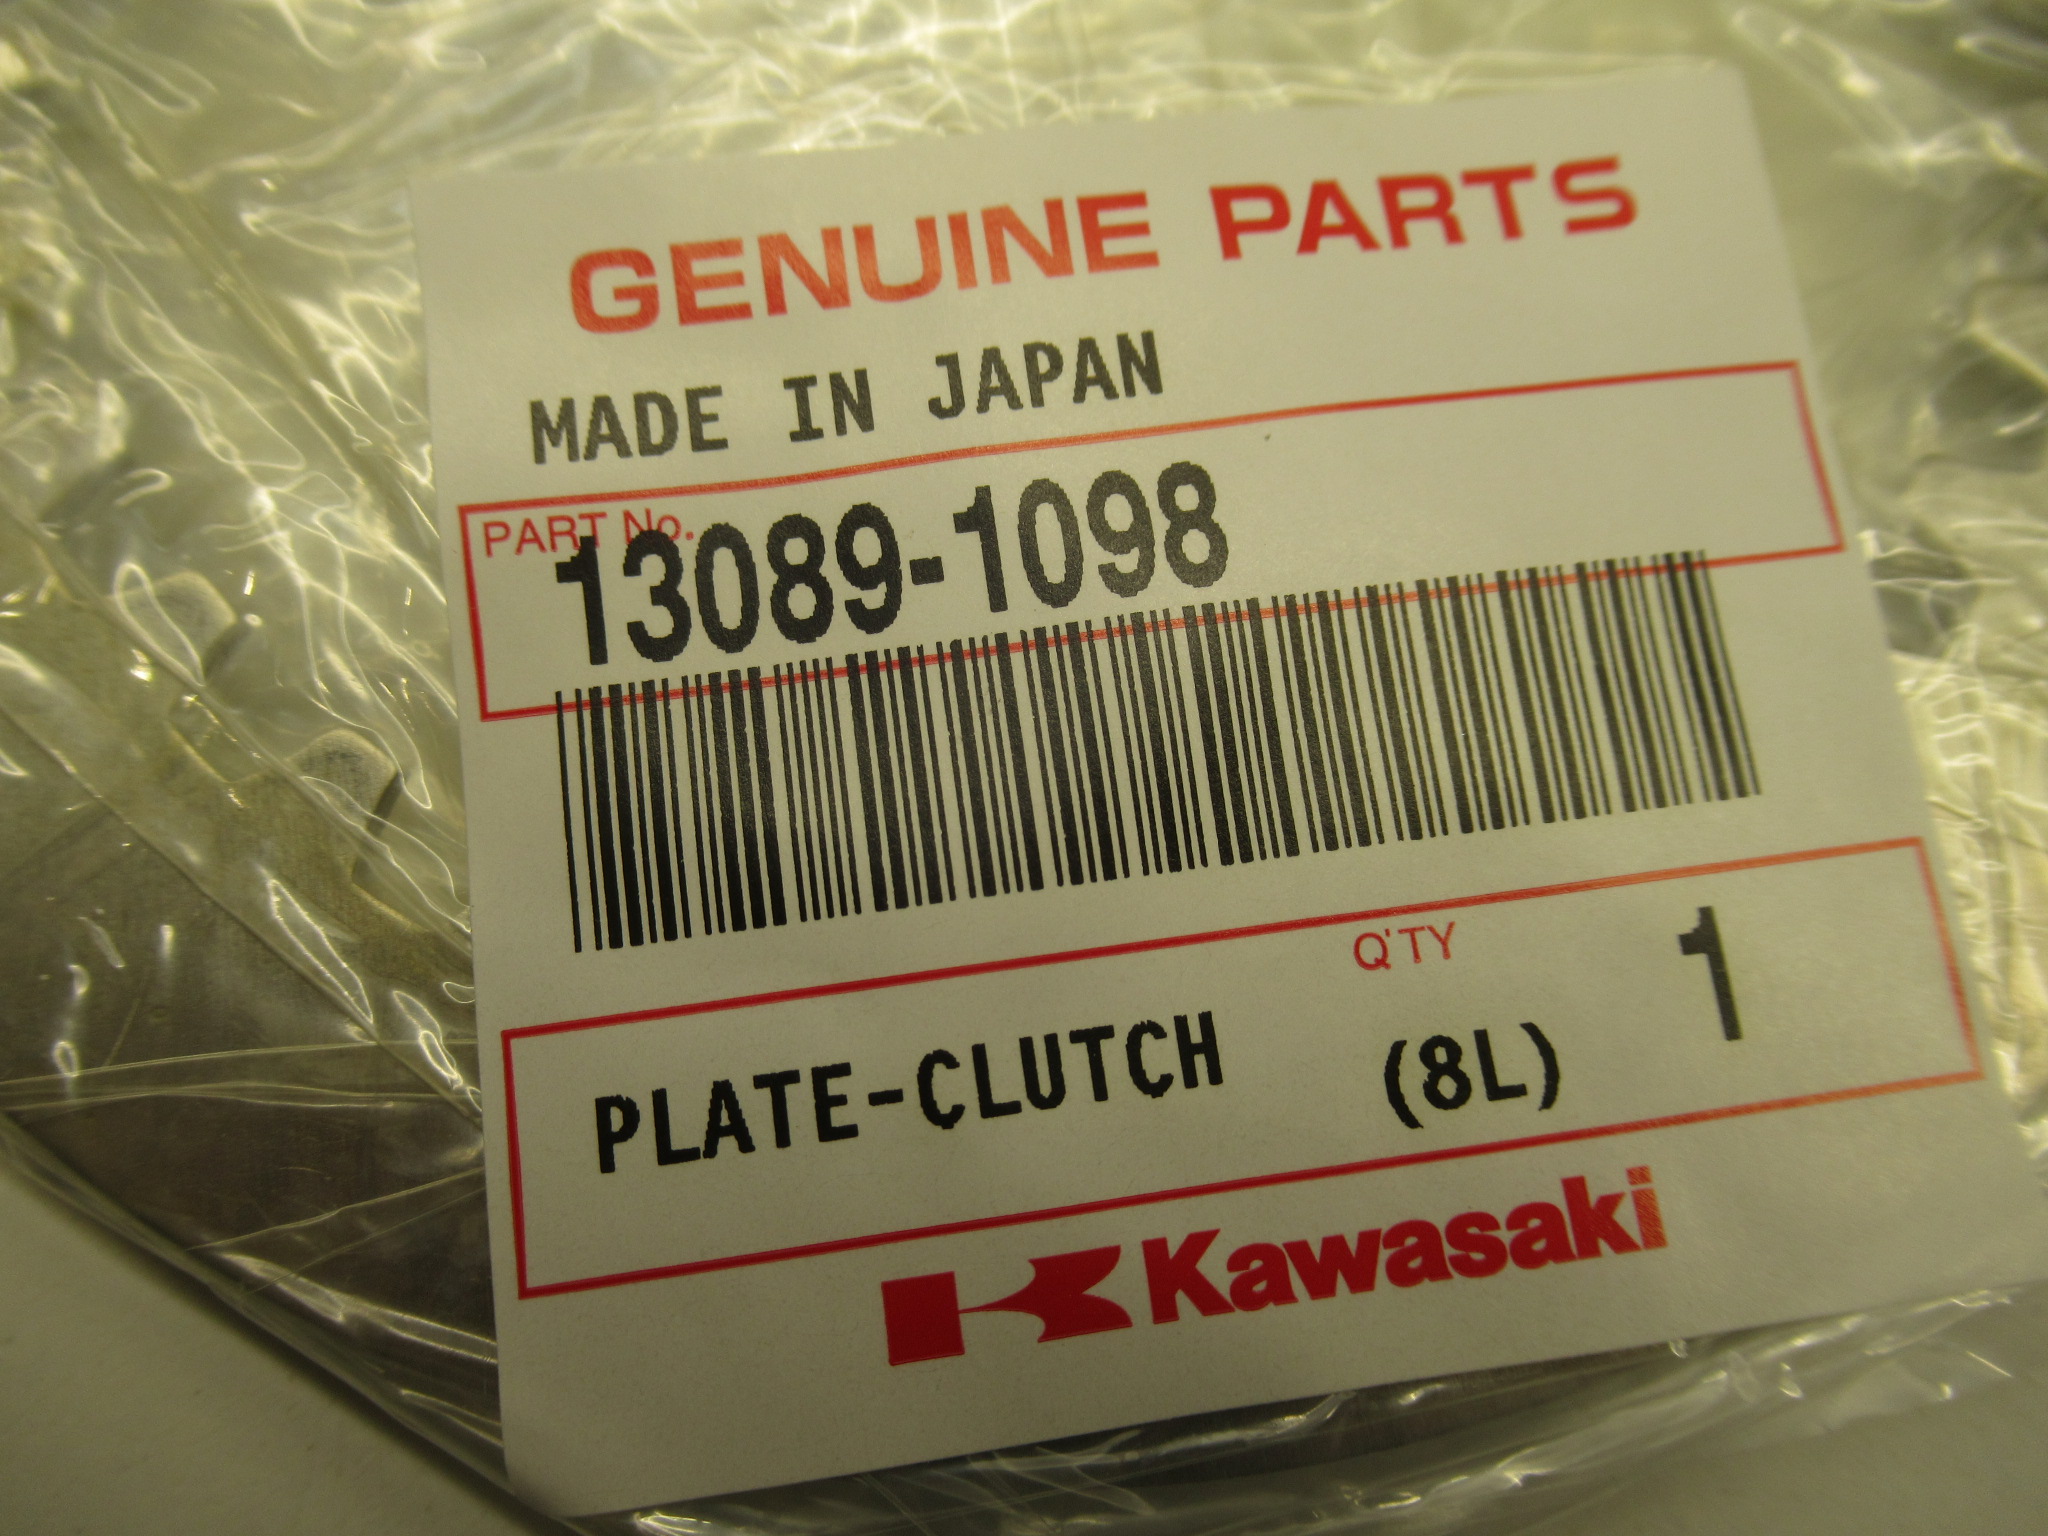 GENUINE PARTS
MADE IN JAPAN
PART No.
13089-1098
Q'TY 1
PLATE-CLUTCH (8L)
Kawasaki